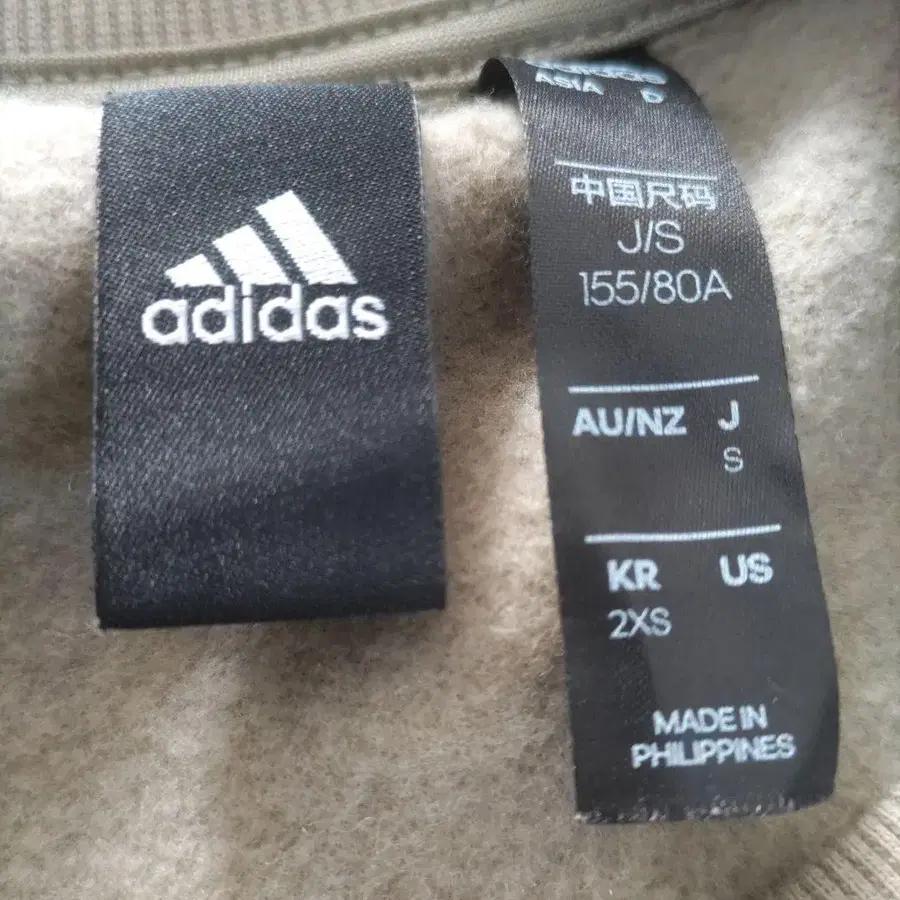 adidas
ASIA D
中国尺码
J/S
155/80A
AU/NZ J
S
KR US
2XS
MADE IN
PHILIPPINES